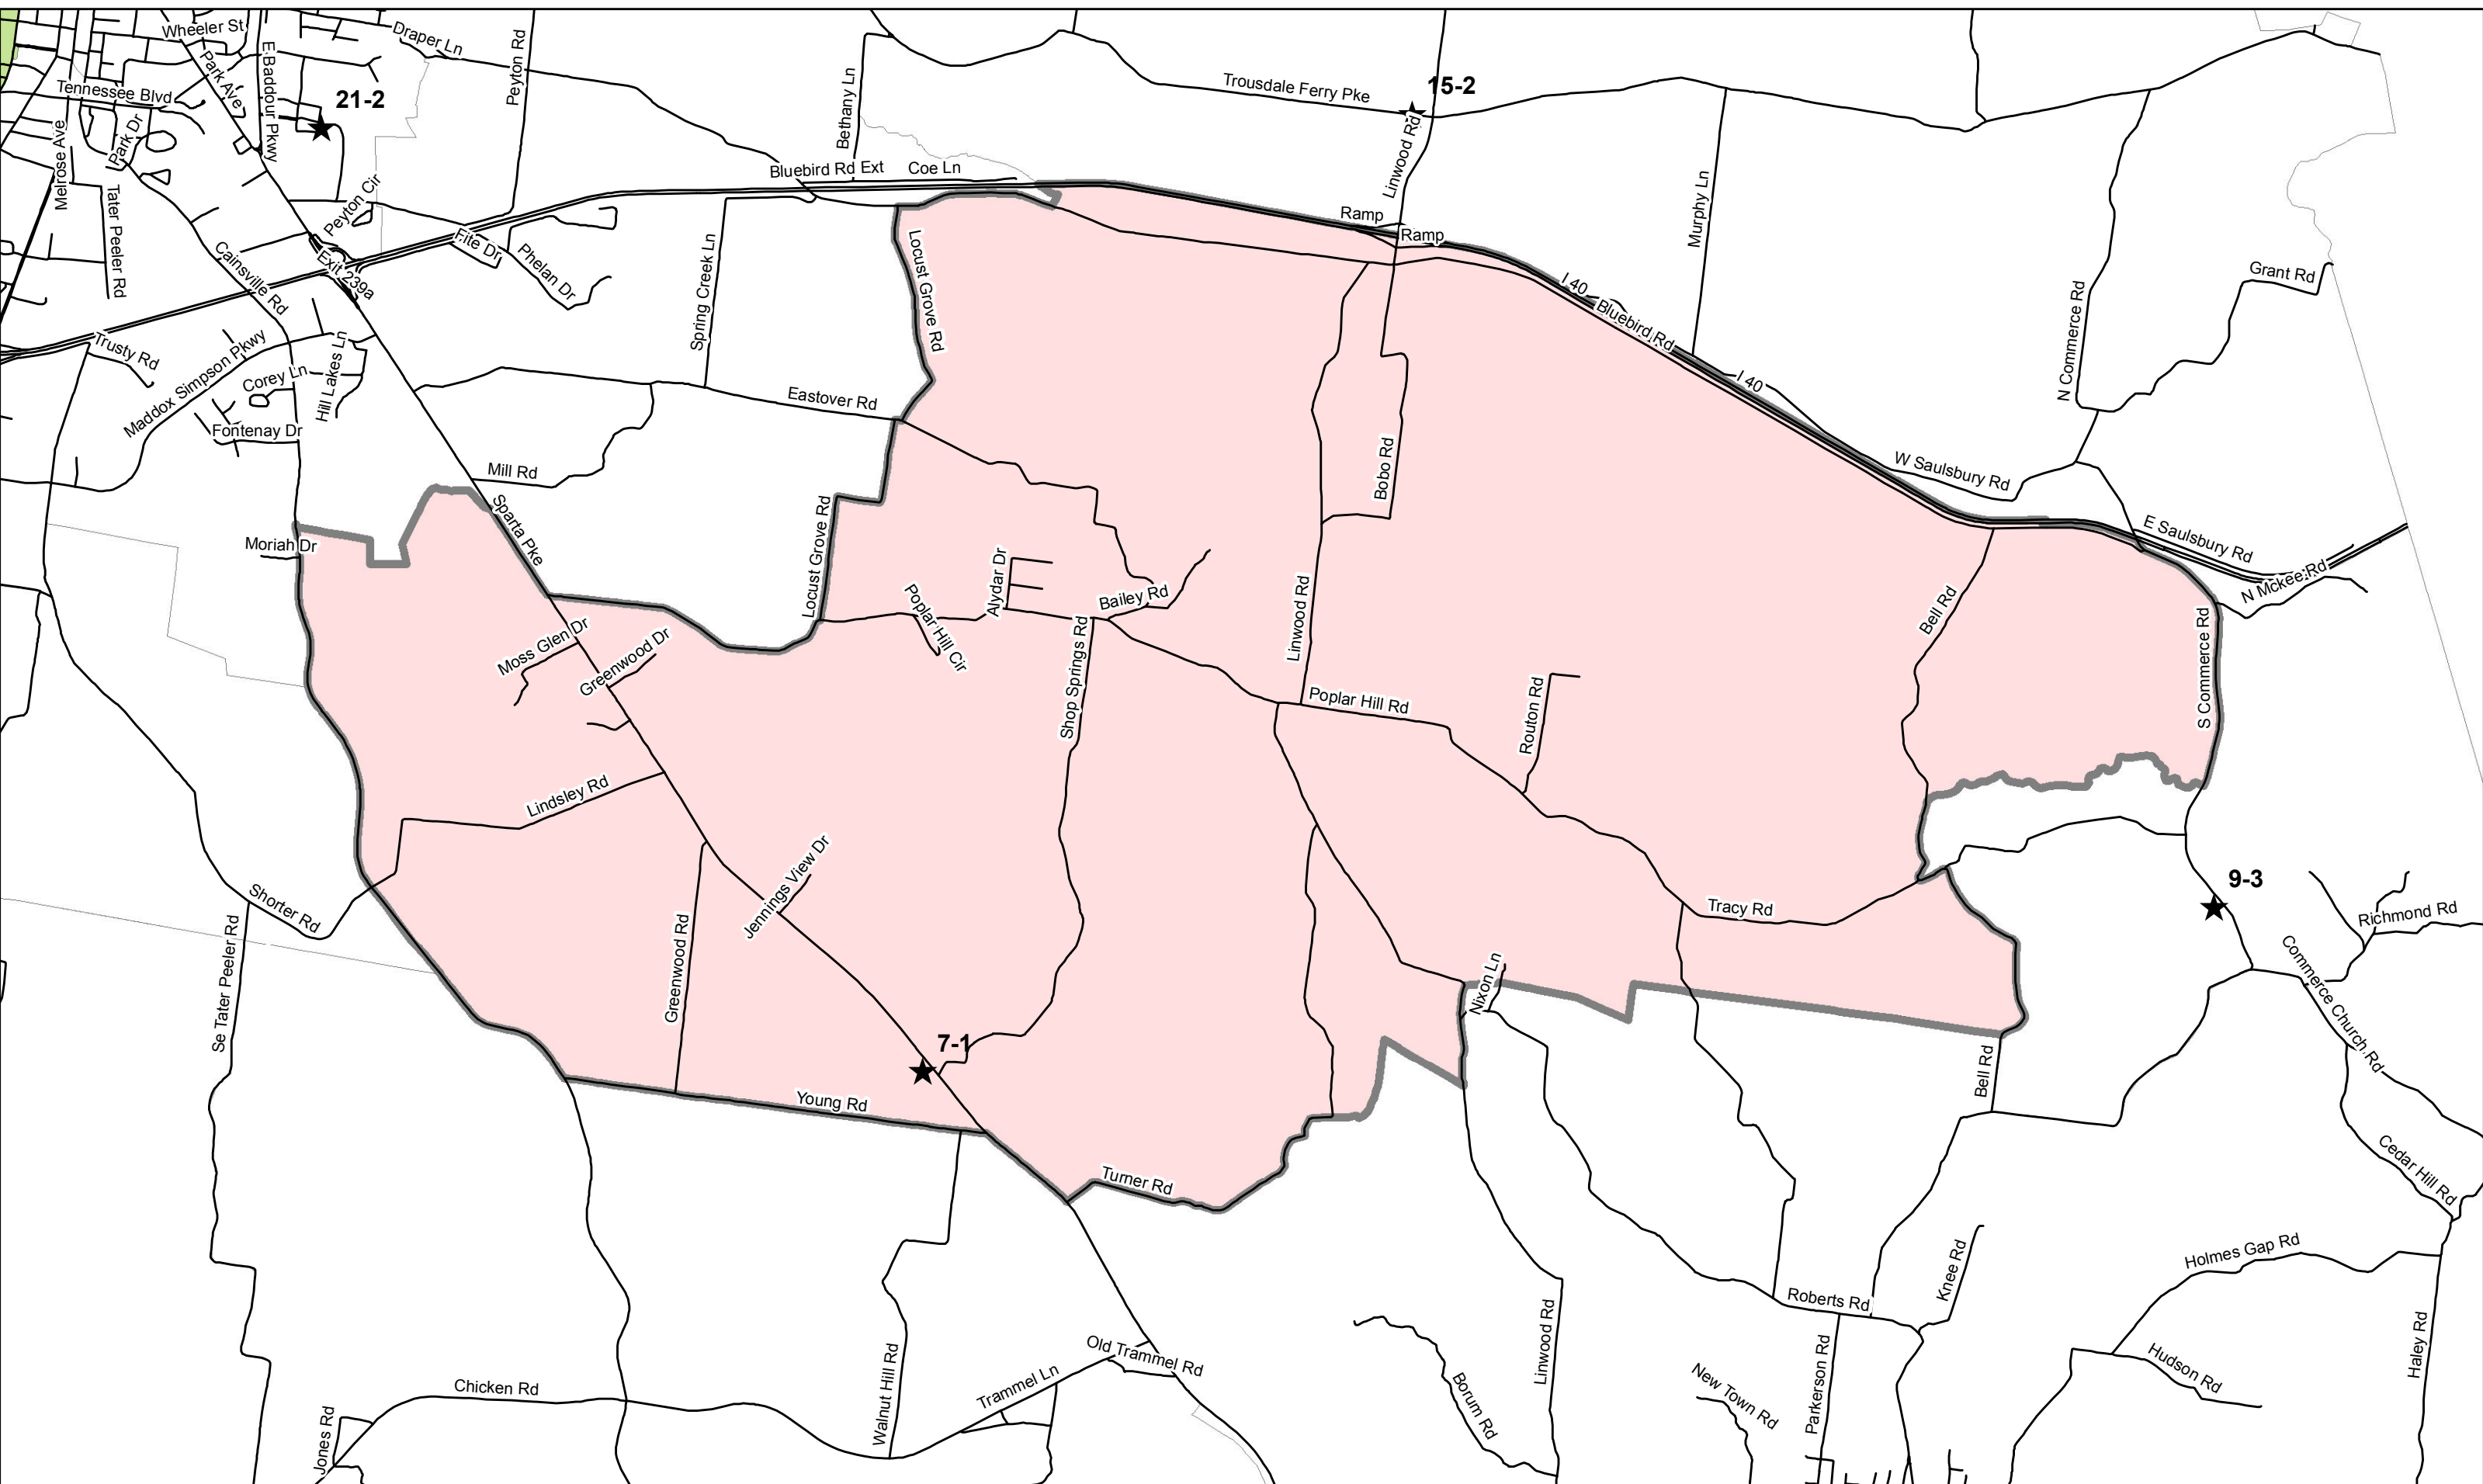 Wheeler St
Draper Ln
Peyton Rd
E Baddour Pkwy
Park Ave
Tennessee Blvd
21-2
Park Dr
Melrose Ave
Tater Peeler Rd
Peyton Cir
Cainsville Rd
Exit 239a
Fite Dr
Phelan Dr
Bethany Ln
Bluebird Rd Ext
Coe Ln
Trousdale Ferry Pke
15-2
Linwood Rd
Ramp
Ramp
Murphy Ln
I 40
Bluebird Rd
I 40
N Commerce Rd
Grant Rd
Spring Creek Ln
Locust Grove Rd
Trusty Rd
Maddox Simpson Pkwy
Corey Ln
Hill Lakes Ln
Fontenay Dr
Eastover Rd
Mill Rd
Sparta Pke
Bobo Rd
W Saulsbury Rd
E Saulsbury Rd
N Mckee Rd
Moriah Dr
Locust Grove Rd
Alydar Dr
Poplar Hill Cir
Bailey Rd
Linwood Rd
Bell Rd
S Commerce Rd
Moss Glen Dr
Greenwood Dr
Shop Springs Rd
Poplar Hill Rd
Routon Rd
Lindsley Rd
Jennings View Dr
Shorter Rd
Se Tater Peeler Rd
Greenwood Rd
Tracy Rd
9-3
Richmond Rd
Commerce Church Rd
Nixon Ln
7-1
Young Rd
Bell Rd
Turner Rd
Cedar Hill Rd
Holmes Gap Rd
Knee Rd
Roberts Rd
Linwood Rd
Haley Rd
Old Trammel Rd
Trammel Ln
Walnut Hill Rd
Chicken Rd
Jones Rd
Borum Rd
New Town Rd
Parkerson Rd
Hudson Rd